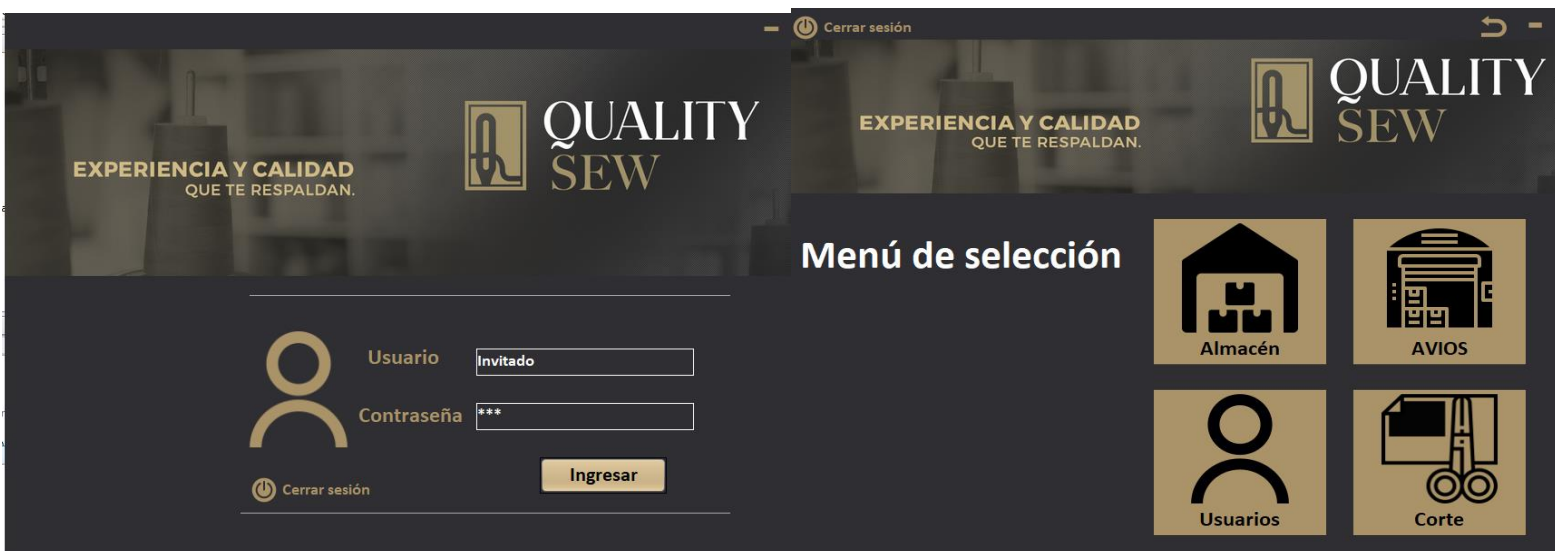 QUALITY
SEW
EXPERIENCIA Y CALIDAD
QUE TE RESPALDAN.
Usuario
Invitado
Contraseña
***
Ingresar
Cerrar sesión
Cerrar sesión
QUALITY
SEW
EXPERIENCIA Y CALIDAD
QUE TE RESPALDAN.
Menú de selección
Almacén
AVIOS
Usuarios
Corte